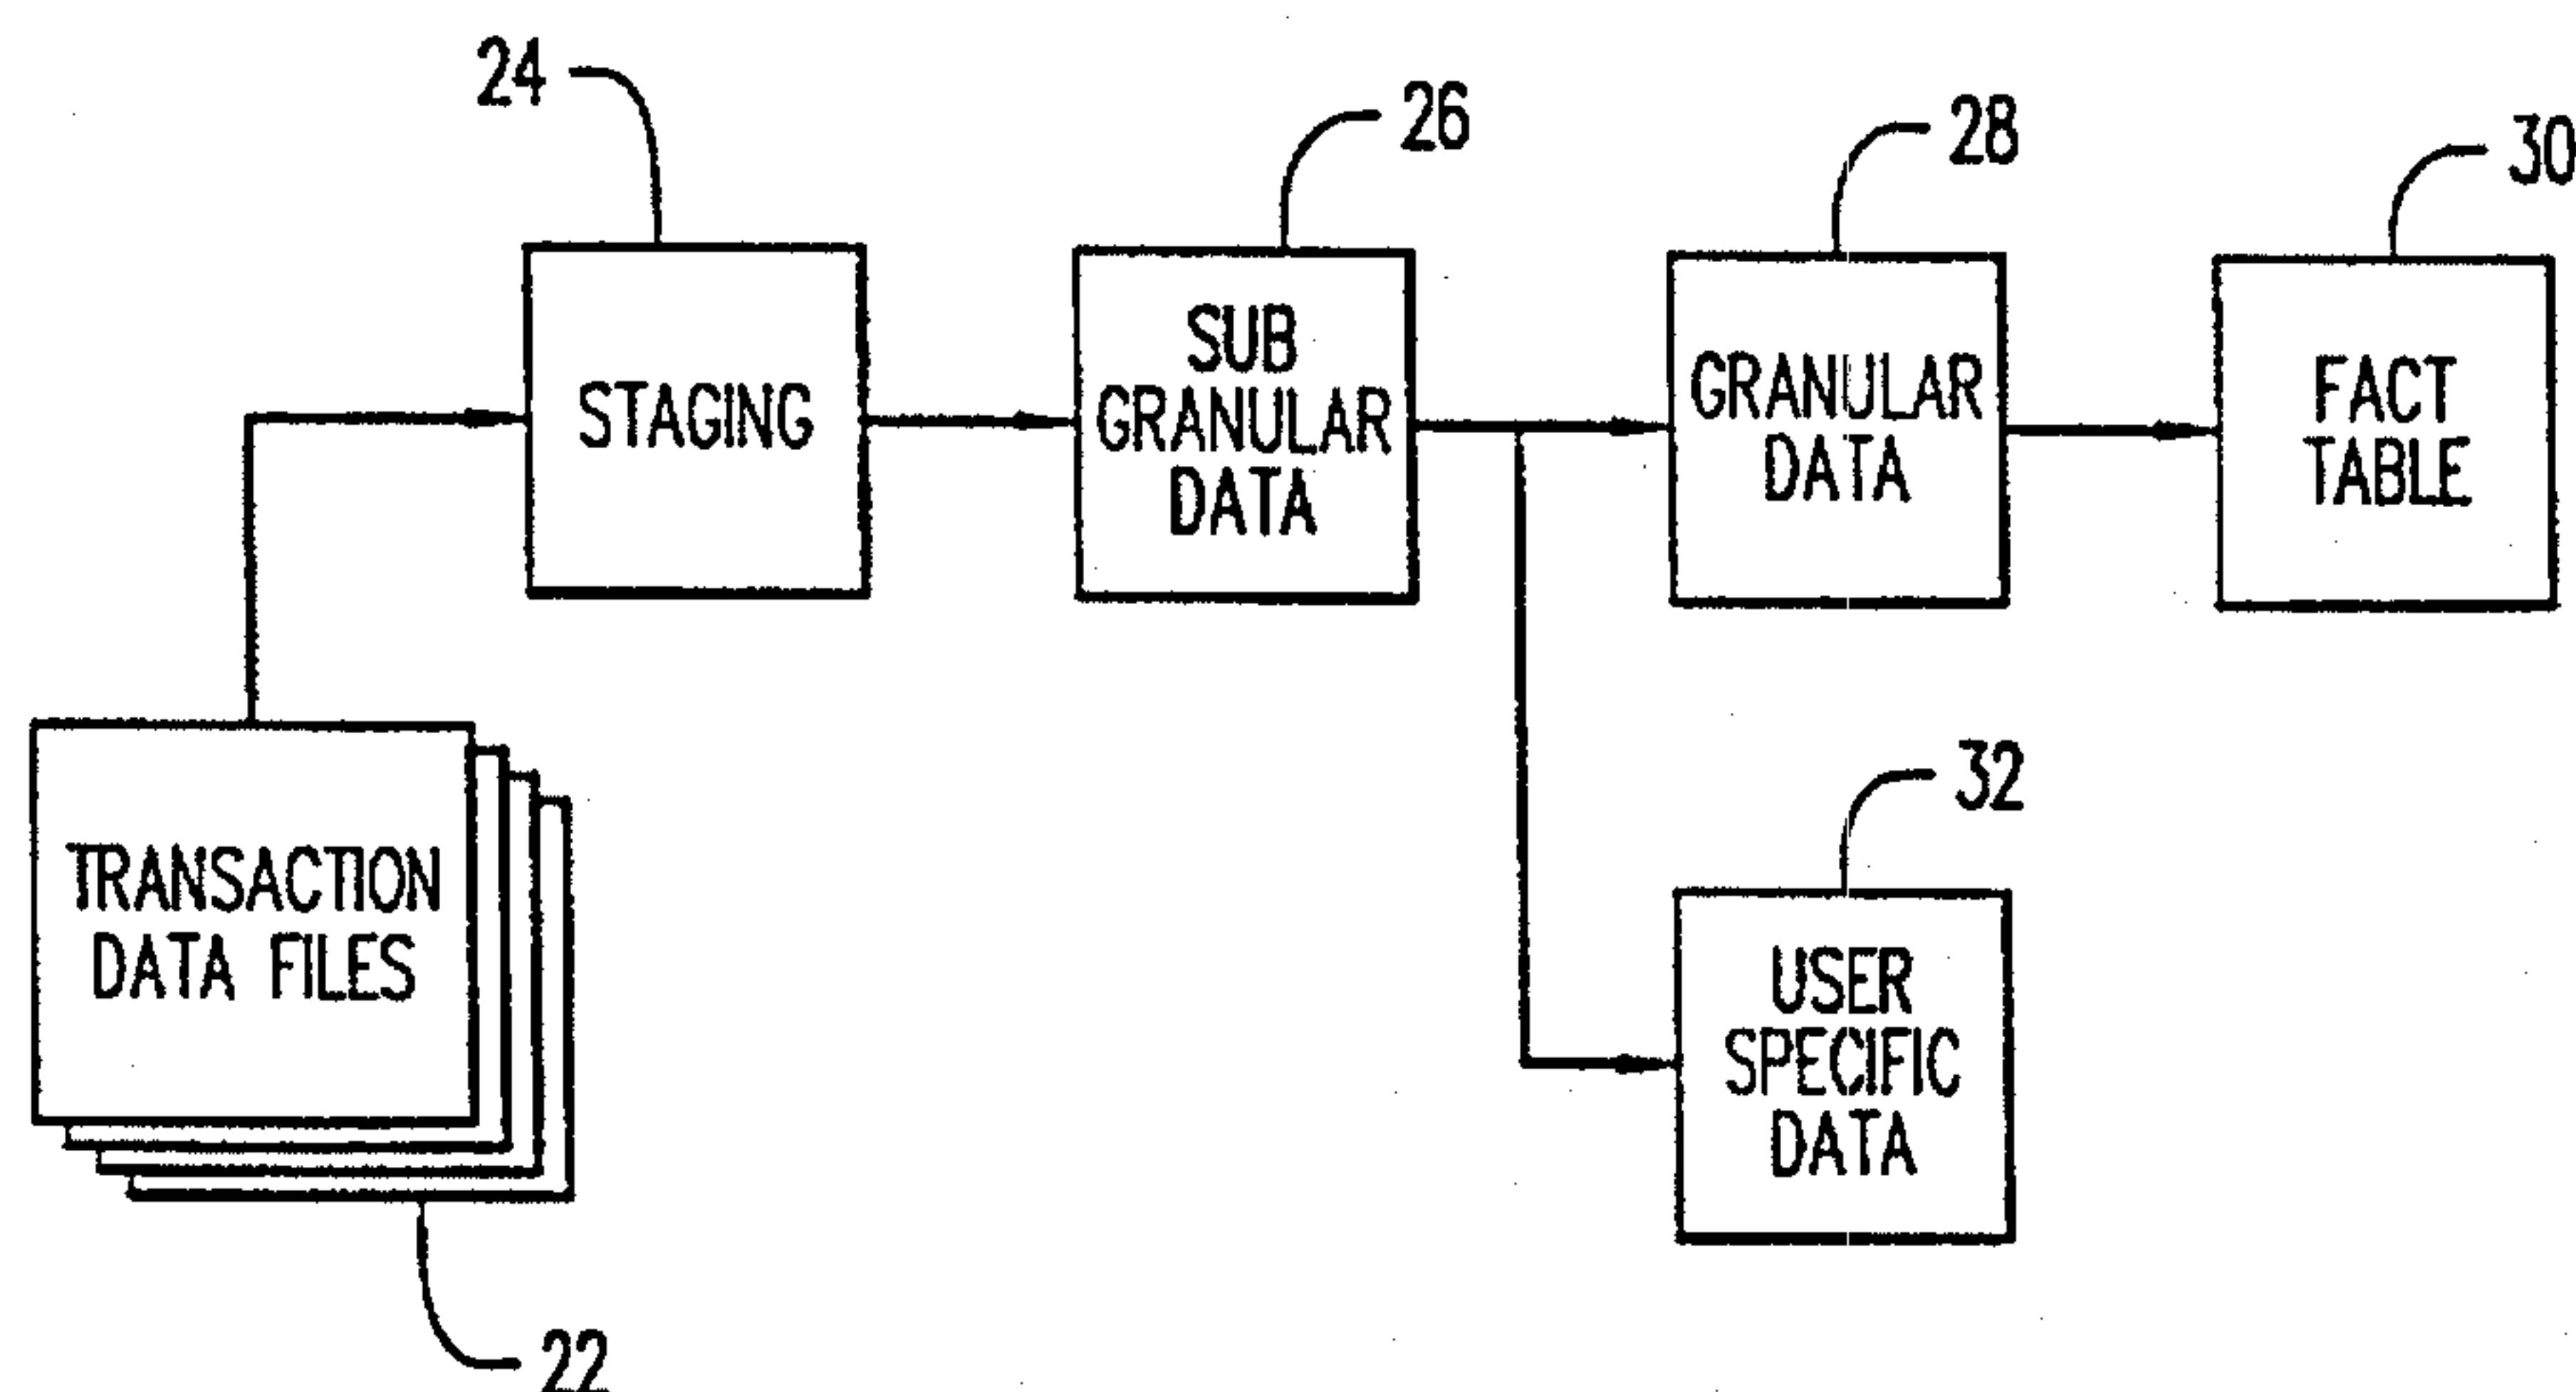 24
26
28
30
STAGING
SUB
GRANULAR
DATA
GRANULAR
DATA
FACT
TABLE
TRANSACTION
DATA FILES
32
USER
SPECIFIC
DATA
22